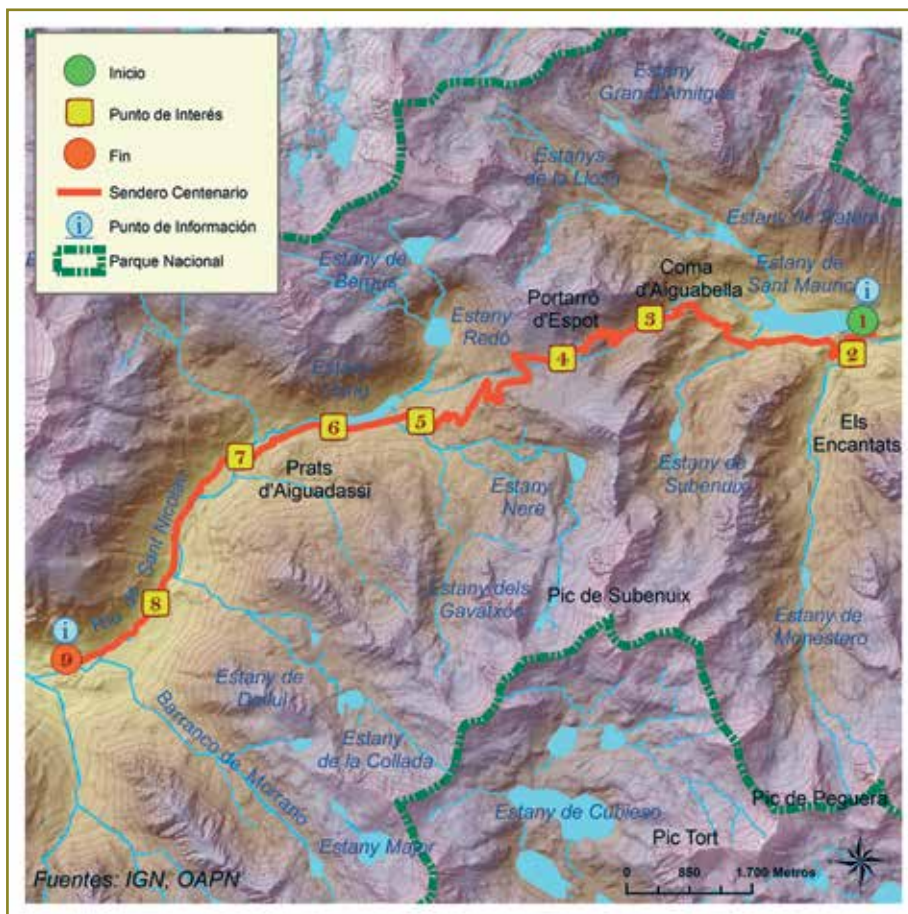 Inicio
Punto de Interés
Fin
Sendero Centenario
i
Punto de Información
Parque Nacional
Estany
Gran d'Amitges
Estanys
de la Llosa
Estany de Ratera
Estany de
Sant Maurici
Coma
d'Aiguabella
i
1
2
3
Portarró
d'Espot
4
Estany de
Bergus
Estany
Redó
Estany
Llong
5
6
7
Prats
d'Aiguadassi
Els
Encantats
Estany de
Subenuix
Estany
Nere
Estany dels
Gavatxos
Pic de Subenuix
Estany de
Monestero
Riu de Sant Nicolau
8
i
9
Estany de
Dellui
Estany
de la Collada
Barranco de Morrano
Estany Major
Estany de Cubieso
Pic de Peguera
Pic Tort
0 850 1.700 Metros
Fuentes: IGN, OAPN